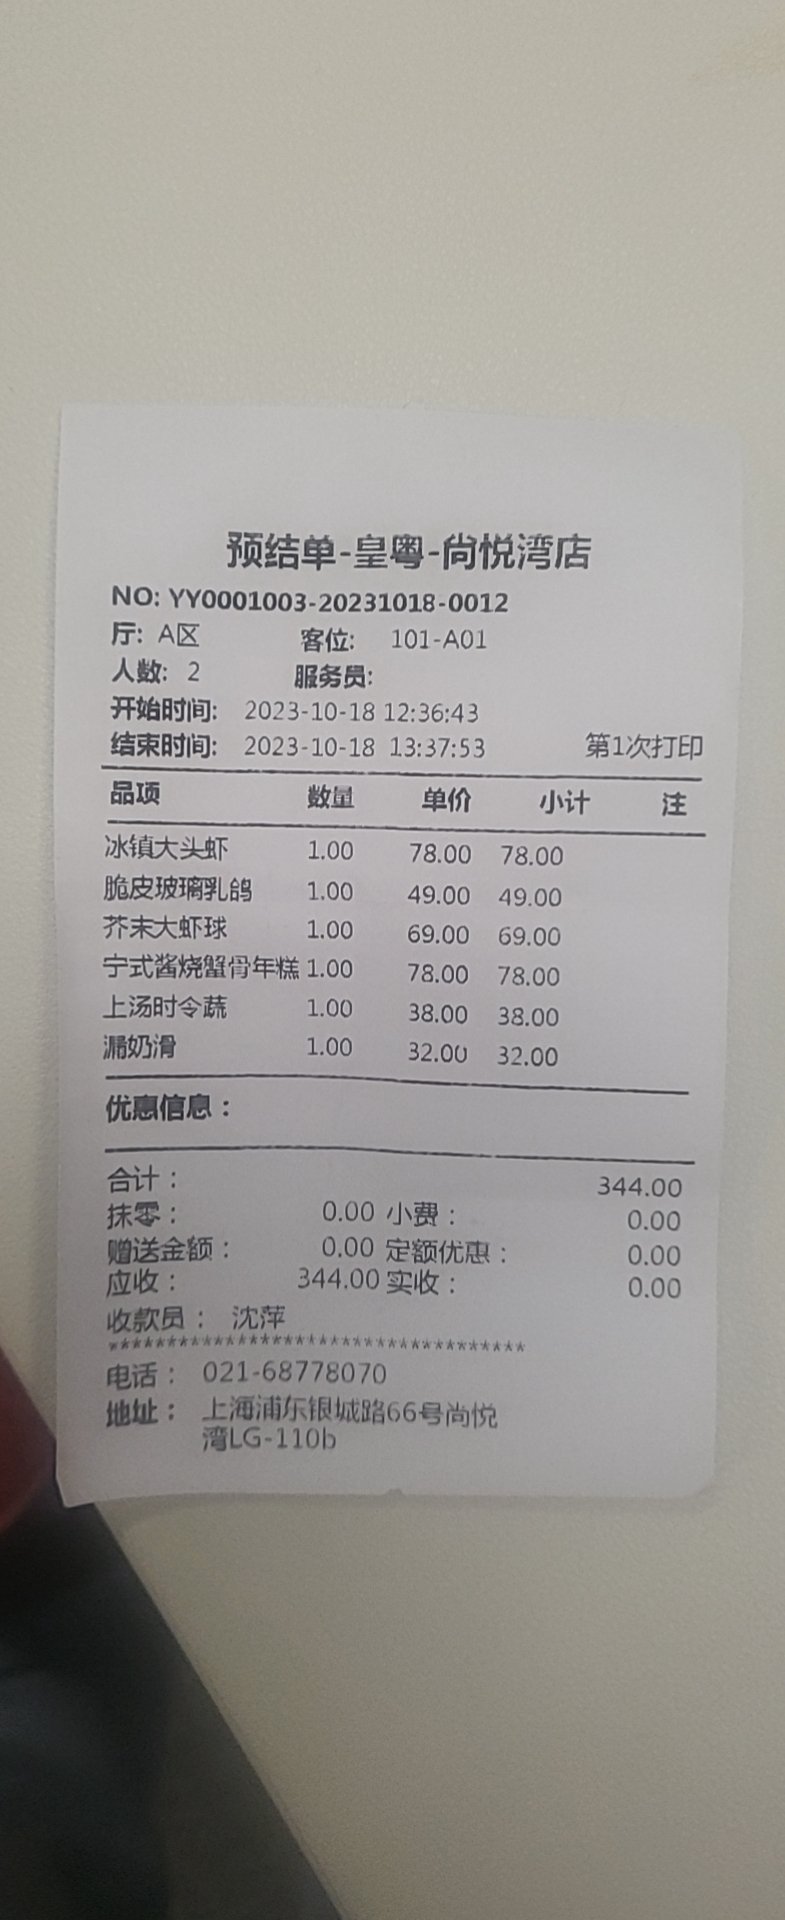 预结单-皇粤-尚悦湾店
NO: YY0001003-20231018-0012
厅: A区 客位: 101-A01
人数: 2 服务员:
开始时间: 2023-10-18 12:36:43
结束时间: 2023-10-18 13:37:53 第1次打印
品项 数量 单价 小计 注
冰镇大头虾 1.00 78.00 78.00
脆皮玻璃乳鸽 1.00 49.00 49.00
芥末大虾球 1.00 69.00 69.00
宁式酱烧蟹骨年糕 1.00 78.00 78.00
上汤时令蔬 1.00 38.00 38.00
漏奶滑 1.00 32.00 32.00
优惠信息：
合计： 344.00
抹零： 0.00 小费： 0.00
赠送金额： 0.00 定额优惠： 0.00
应收： 344.00 实收： 0.00
收款员： 沈萍
****************************************
电话： 021-68778070
地址： 上海浦东银城路66号尚悦
湾LG-110b